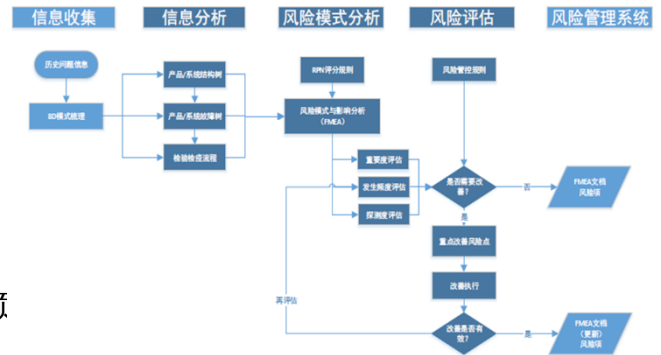 信息收集
信息分析
风险模式分析
风险评估
风险管理系统
历史问题信息
8D模式梳理
产品/系统结构树
产品/系统故障树
检验检疫流程
RPN评分规则
风险模式与影响分析
（FMEA）
重要度评估
发生频度评估
探测度评估
风险管控规则
是否需要改
善？
否
FMEA文档
风险项
是
重点改善风险点
改善执行
再评估
改善是否有
效？
是
FMEA文档
（更新）
风险项